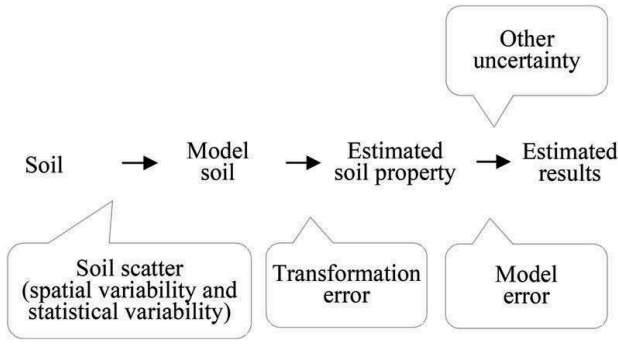 Other
uncertainty
Soil
Model
soil
Estimated
soil property
Estimated
results
Soil scatter
(spatial variability and
statistical variability)
Transformation
error
Model
error